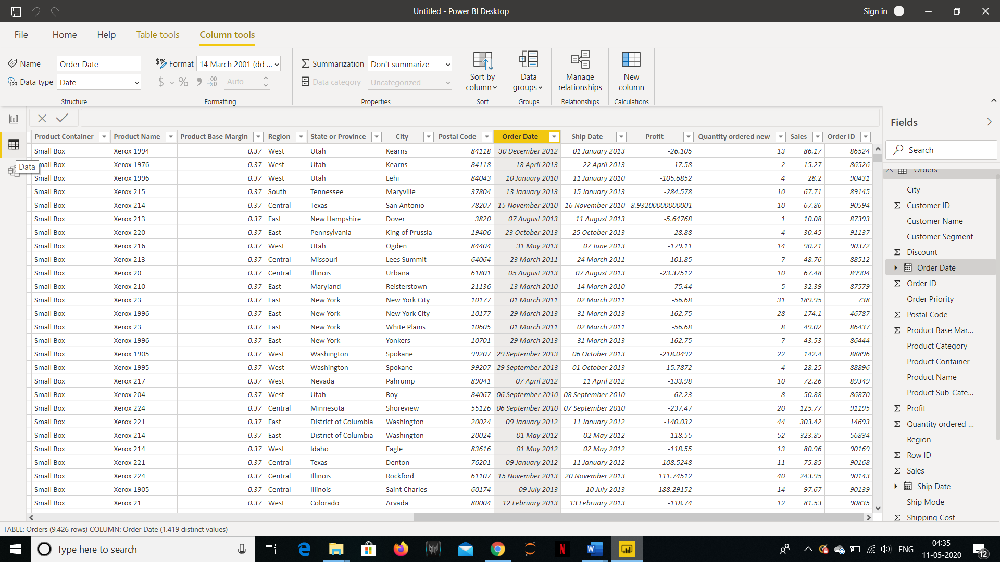 Untitled - Power BI Desktop
Sign in
File Home Help Table tools Column tools
Name Order Date
Data type Date
Structure
Format 14 March 2001 (dd ...
$ % 9 .00 Auto
Formatting
Summarization Don't summarize
Data category Uncategorized
Properties
Sort by column
Sort
Data groups
Groups
Manage relationships
Relationships
New column
Calculations
Data
Product Container Product Name Product Base Margin Region State or Province City Postal Code Order Date Ship Date Profit Quantity ordered new Sales Order ID
Small Box Xerox 1994 0.37 West Utah Kearns 84118 30 December 2012 01 January 2013 -26.105 13 86.17 86524
Small Box Xerox 1976 0.37 West Utah Kearns 84118 18 April 2013 22 April 2013 -17.58 2 15.27 86526
Small Box Xerox 1996 0.37 West Utah Lehi 84043 10 January 2010 11 January 2010 -105.6852 4 28.2 90431
Small Box Xerox 215 0.37 South Tennessee Maryville 37804 13 January 2013 15 January 2013 -284.578 10 67.71 89145
Small Box Xerox 214 0.37 Central Texas San Antonio 78207 15 November 2010 16 November 2010 8.93200000000001 10 67.86 90594
Small Box Xerox 213 0.37 East New Hampshire Dover 3820 07 August 2013 11 August 2013 -5.64768 1 10.08 87393
Small Box Xerox 220 0.37 East Pennsylvania King of Prussia 19406 23 October 2013 25 October 2013 -28.88 4 30.45 91137
Small Box Xerox 216 0.37 West Utah Ogden 84404 31 May 2013 07 June 2013 -179.11 14 90.21 90372
Small Box Xerox 213 0.37 Central Missouri Lees Summit 64064 23 March 2011 24 March 2011 -101.85 7 48.76 88512
Small Box Xerox 20 0.37 Central Illinois Urbana 61801 05 August 2013 07 August 2013 -23.37512 10 67.48 89904
Small Box Xerox 210 0.37 East Maryland Reisterstown 21136 13 March 2010 14 March 2010 -75.44 5 32.39 87579
Small Box Xerox 23 0.37 East New York New York City 10177 01 March 2011 02 March 2011 -56.68 31 189.95 738
Small Box Xerox 1996 0.37 East New York New York City 10177 29 March 2013 31 March 2013 -162.75 28 174.1 46787
Small Box Xerox 23 0.37 East New York White Plains 10605 01 March 2011 02 March 2011 -56.68 8 49.02 86437
Small Box Xerox 1996 0.37 East New York Yonkers 10701 29 March 2013 31 March 2013 -162.75 7 43.53 86444
Small Box Xerox 1905 0.37 West Washington Spokane 99207 29 September 2013 06 October 2013 -218.0492 22 142.4 88896
Small Box Xerox 1995 0.37 West Washington Spokane 99207 29 September 2013 01 October 2013 -15.7872 4 28.25 88896
Small Box Xerox 217 0.37 West Nevada Pahrump 89041 07 April 2012 11 April 2012 -133.98 10 72.26 89349
Small Box Xerox 204 0.37 West Utah Roy 84067 06 September 2010 08 September 2010 -62.23 8 50.88 86870
Small Box Xerox 224 0.37 Central Minnesota Shoreview 55126 06 September 2010 07 September 2010 -237.47 20 125.77 91195
Small Box Xerox 221 0.37 East District of Columbia Washington 20024 09 January 2012 11 January 2012 -140.032 44 303.42 14693
Small Box Xerox 214 0.37 East District of Columbia Washington 20024 01 May 2012 02 May 2012 -118.55 52 323.85 56834
Small Box Xerox 214 0.37 West Idaho Eagle 83616 01 May 2012 02 May 2012 -118.55 13 80.96 90169
Small Box Xerox 221 0.37 Central Texas Denton 76201 09 January 2012 11 January 2012 -108.5248 11 75.85 90168
Small Box Xerox 224 0.37 Central Illinois Rockford 61107 15 November 2013 20 November 2013 111.74512 40 243.95 90143
Small Box Xerox 1905 0.37 Central Illinois Saint Charles 60174 09 July 2013 10 July 2013 -188.29152 14 97.67 90139
Small Box Xerox 21 0.37 West Colorado Arvada 80004 12 February 2013 13 February 2013 -118.74 12 81.53 90835
Fields
Search
Orders
City
Customer ID
Customer Name
Customer Segment
Discount
Order Date
Order ID
Order Priority
Postal Code
Product Base Mar...
Product Category
Product Container
Product Name
Product Sub-Cate...
Profit
Quantity ordered ...
Region
Row ID
Sales
Ship Date
Ship Mode
Shipping Cost
TABLE: Orders (9,426 rows) COLUMN: Order Date (1,419 distinct values)
Type here to search
ENG
04:35
11-05-2020
12